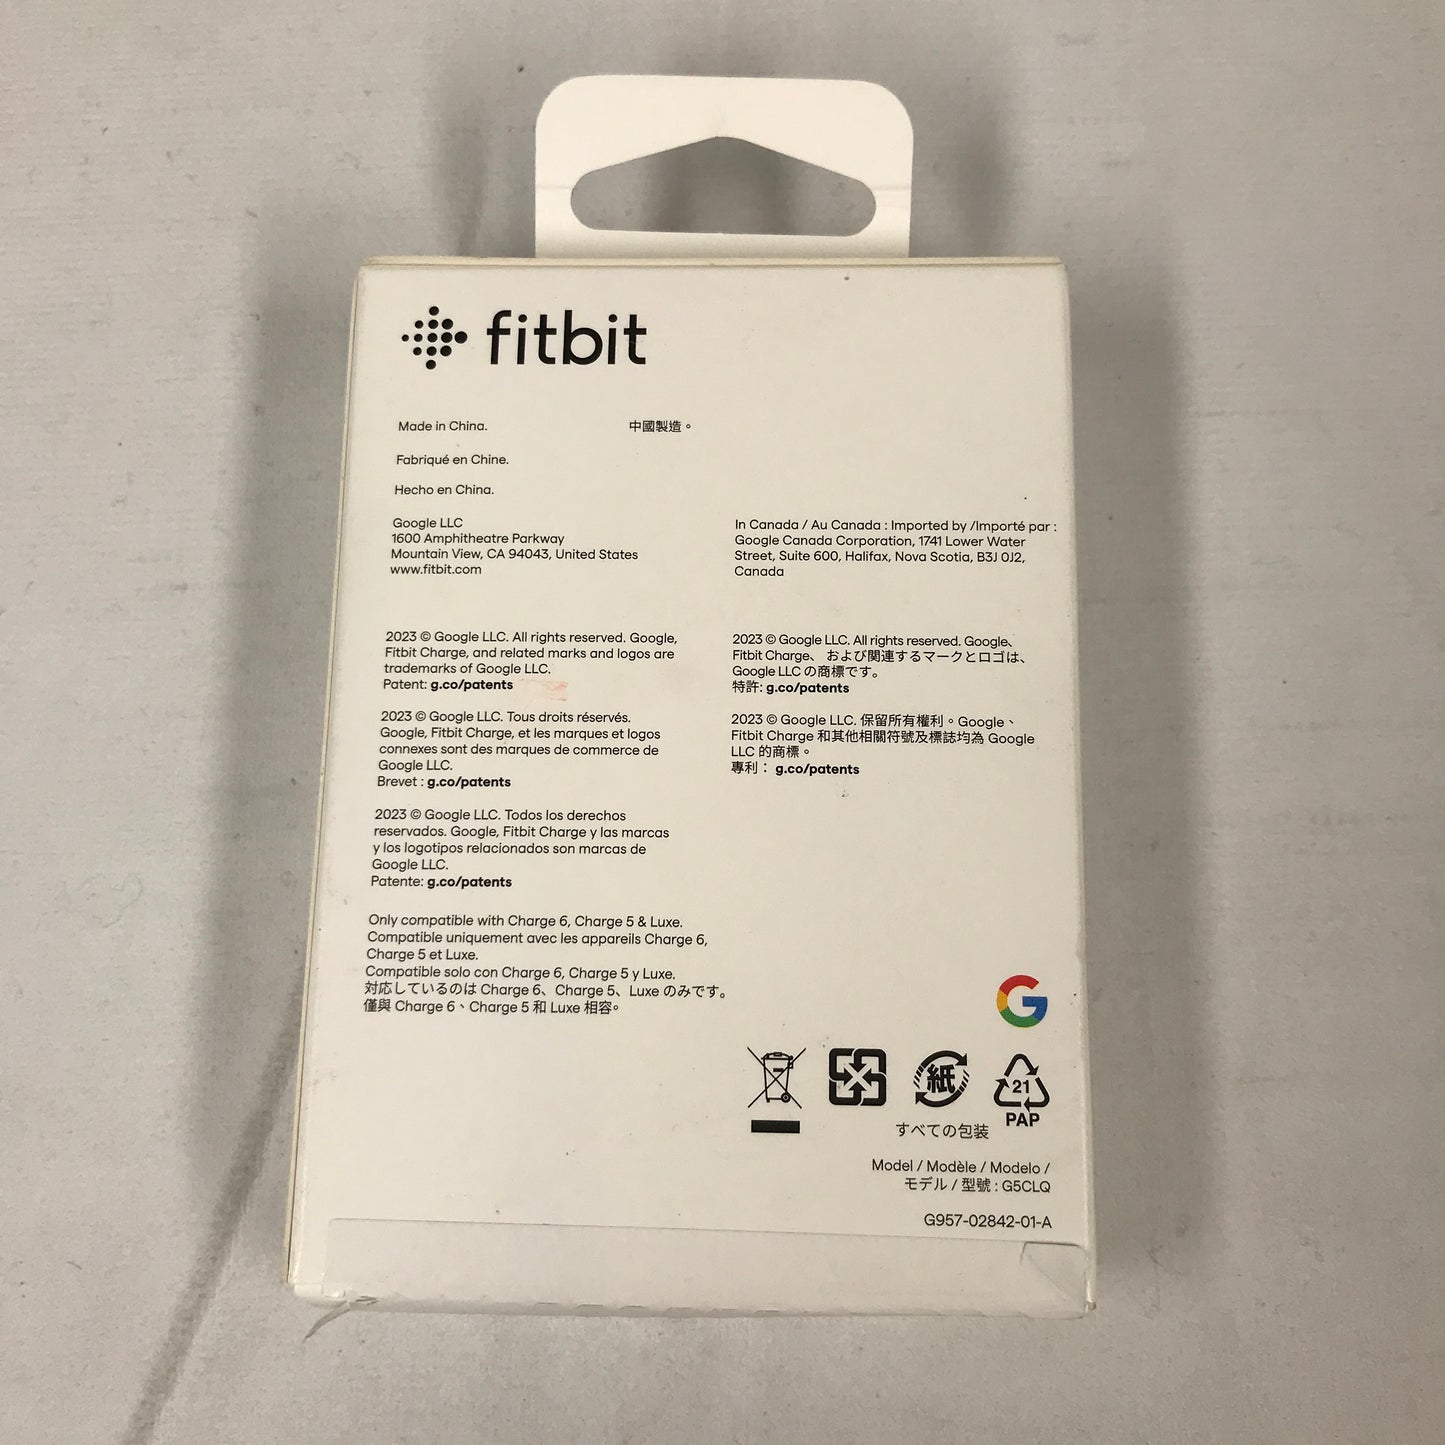 fitbit
Made in China.
中國製造。
Fabriqué en Chine.
Hecho en China.
Google LLC
1600 Amphitheatre Parkway
Mountain View, CA 94043, United States
www.fitbit.com
In Canada / Au Canada : Imported by /Importé par :
Google Canada Corporation, 1741 Lower Water
Street, Suite 600, Halifax, Nova Scotia, B3J 0J2,
Canada
2023 © Google LLC. All rights reserved. Google,
Fitbit Charge, and related marks and logos are
trademarks of Google LLC.
Patent: g.co/patents
2023 © Google LLC. Tous droits réservés.
Google, Fitbit Charge, et les marques et logos
connexes sont des marques de commerce de
Google LLC.
Brevet : g.co/patents
2023 © Google LLC. Todos los derechos
reservados. Google, Fitbit Charge y las marcas
y los logotipos relacionados son marcas de
Google LLC.
Patente: g.co/patents
2023 © Google LLC. All rights reserved. Google、
Fitbit Charge、 および関連するマークとロゴは、
Google LLC の商標です。
特許: g.co/patents
2023 © Google LLC. 保留所有權利。Google、
Fitbit Charge 和其他相關符號及標誌均為 Google
LLC 的商標。
專利： g.co/patents
Only compatible with Charge 6, Charge 5 & Luxe.
Compatible uniquement avec les appareils Charge 6,
Charge 5 et Luxe.
Compatible solo con Charge 6, Charge 5 y Luxe.
対応しているのは Charge 6、Charge 5、Luxe のみです。
僅與 Charge 6、Charge 5 和 Luxe 相容。
G
紙
21
PAP
すべての包装
Model / Modèle / Modelo /
モデル / 型號 : G5CLQ
G957-02842-01-A